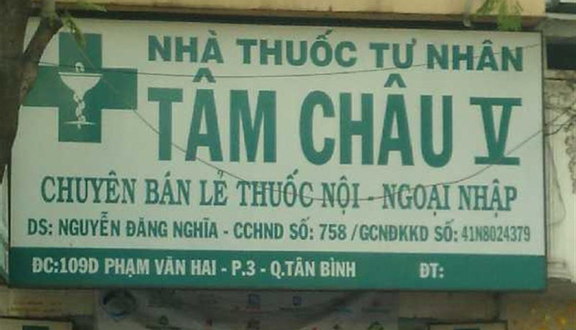 NHÀ THUỐC TƯ NHÂN
TÂM CHÂU V
CHUYÊN BÁN LẺ THUỐC NỘI - NGOẠI NHẬP
DS: NGUYỄN ĐĂNG NGHĨA - CCHND SỐ: 758 /GCNĐKKD SỐ: 41N8024379
ĐC:109D PHẠM VĂN HAI - P.3 - Q.TÂN BÌNH ĐT: